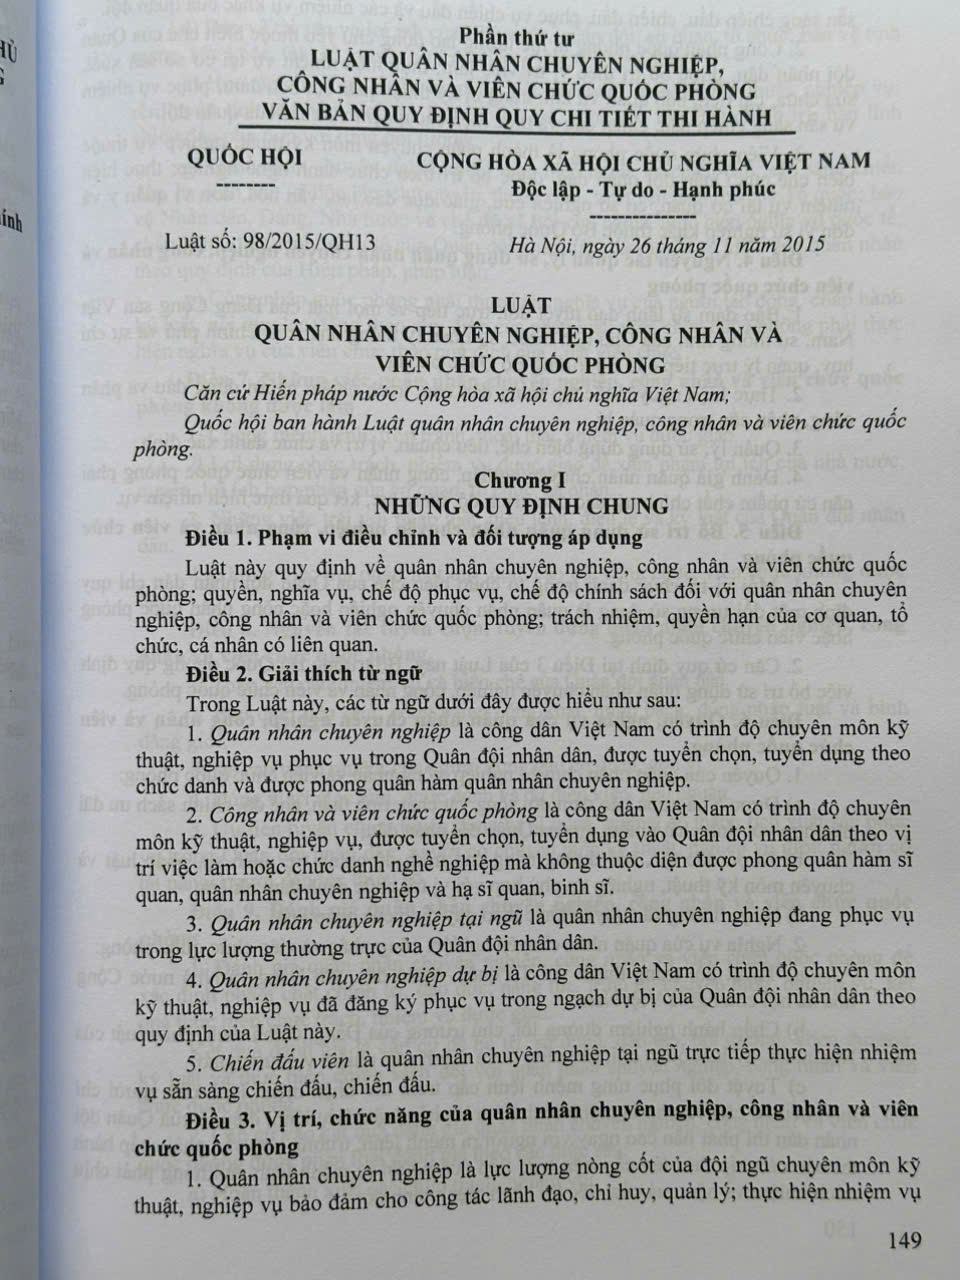 Phần thứ tư
LUẬT QUÂN NHÂN CHUYÊN NGHIỆP,
CÔNG NHÂN VÀ VIÊN CHỨC QUỐC PHÒNG
VĂN BẢN QUY ĐỊNH QUY CHI TIẾT THI HÀNH
QUỐC HỘI
--------
CỘNG HÒA XÃ HỘI CHỦ NGHĨA VIỆT NAM
Độc lập - Tự do - Hạnh phúc
---------------
Luật số: 98/2015/QH13
Hà Nội, ngày 26 tháng 11 năm 2015
LUẬT
QUÂN NHÂN CHUYÊN NGHIỆP, CÔNG NHÂN VÀ
VIÊN CHỨC QUỐC PHÒNG
Căn cứ Hiến pháp nước Cộng hòa xã hội chủ nghĩa Việt Nam;
Quốc hội ban hành Luật quân nhân chuyên nghiệp, công nhân và viên chức quốc
phòng.
Chương I
NHỮNG QUY ĐỊNH CHUNG
Điều 1. Phạm vi điều chỉnh và đối tượng áp dụng
Luật này quy định về quân nhân chuyên nghiệp, công nhân và viên chức quốc
phòng; quyền, nghĩa vụ, chế độ phục vụ, chế độ chính sách đối với quân nhân chuyên
nghiệp, công nhân và viên chức quốc phòng; trách nhiệm, quyền hạn của cơ quan, tổ
chức, cá nhân có liên quan.
Điều 2. Giải thích từ ngữ
Trong Luật này, các từ ngữ dưới đây được hiểu như sau:
1. Quân nhân chuyên nghiệp là công dân Việt Nam có trình độ chuyên môn kỹ
thuật, nghiệp vụ phục vụ trong Quân đội nhân dân, được tuyển chọn, tuyển dụng theo
chức danh và được phong quân hàm quân nhân chuyên nghiệp.
2. Công nhân và viên chức quốc phòng là công dân Việt Nam có trình độ chuyên
môn kỹ thuật, nghiệp vụ, được tuyển chọn, tuyển dụng vào Quân đội nhân dân theo vị
trí việc làm hoặc chức danh nghề nghiệp mà không thuộc diện được phong quân hàm sĩ
quan, quân nhân chuyên nghiệp và hạ sĩ quan, binh sĩ.
3. Quân nhân chuyên nghiệp tại ngũ là quân nhân chuyên nghiệp đang phục vụ
trong lực lượng thường trực của Quân đội nhân dân.
4. Quân nhân chuyên nghiệp dự bị là công dân Việt Nam có trình độ chuyên môn
kỹ thuật, nghiệp vụ đã đăng ký phục vụ trong ngạch dự bị của Quân đội nhân dân theo
quy định của Luật này.
5. Chiến đấu viên là quân nhân chuyên nghiệp tại ngũ trực tiếp thực hiện nhiệm
vụ sẵn sàng chiến đấu, chiến đấu.
Điều 3. Vị trí, chức năng của quân nhân chuyên nghiệp, công nhân và viên
chức quốc phòng
1. Quân nhân chuyên nghiệp là lực lượng nòng cốt của đội ngũ chuyên môn kỹ
thuật, nghiệp vụ bảo đảm cho công tác lãnh đạo, chỉ huy, quản lý; thực hiện nhiệm vụ
149